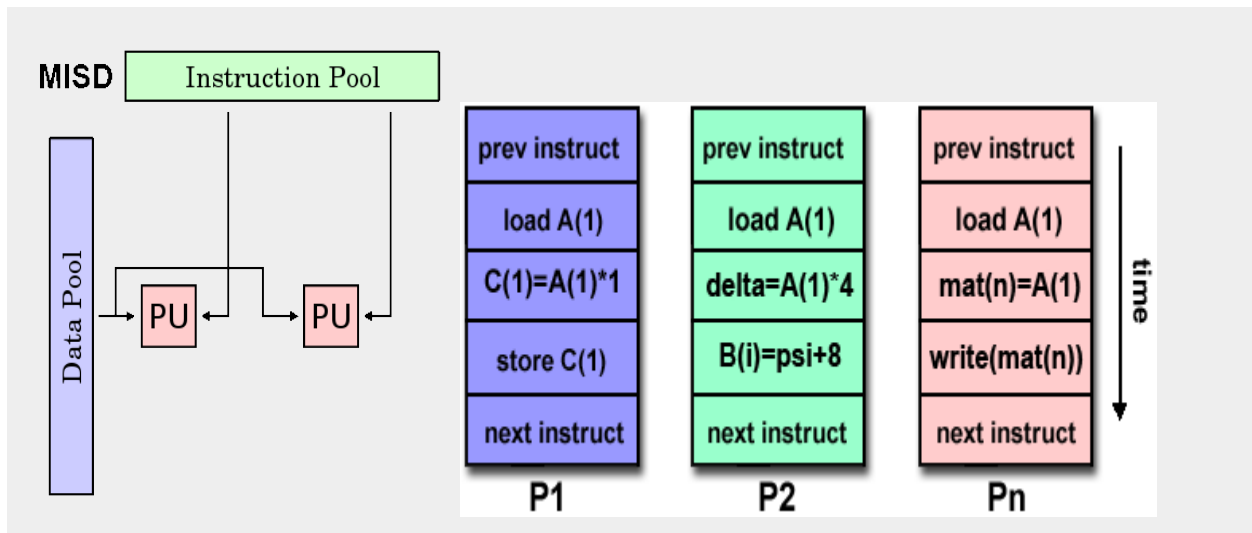 MISD
Instruction Pool
Data Pool
PU
PU
prev instruct
load A(1)
C(1)=A(1)*1
store C(1)
next instruct
P1
prev instruct
load A(1)
delta=A(1)*4
B(i)=psi+8
next instruct
P2
prev instruct
load A(1)
mat(n)=A(1)
write(mat(n))
next instruct
Pn
time